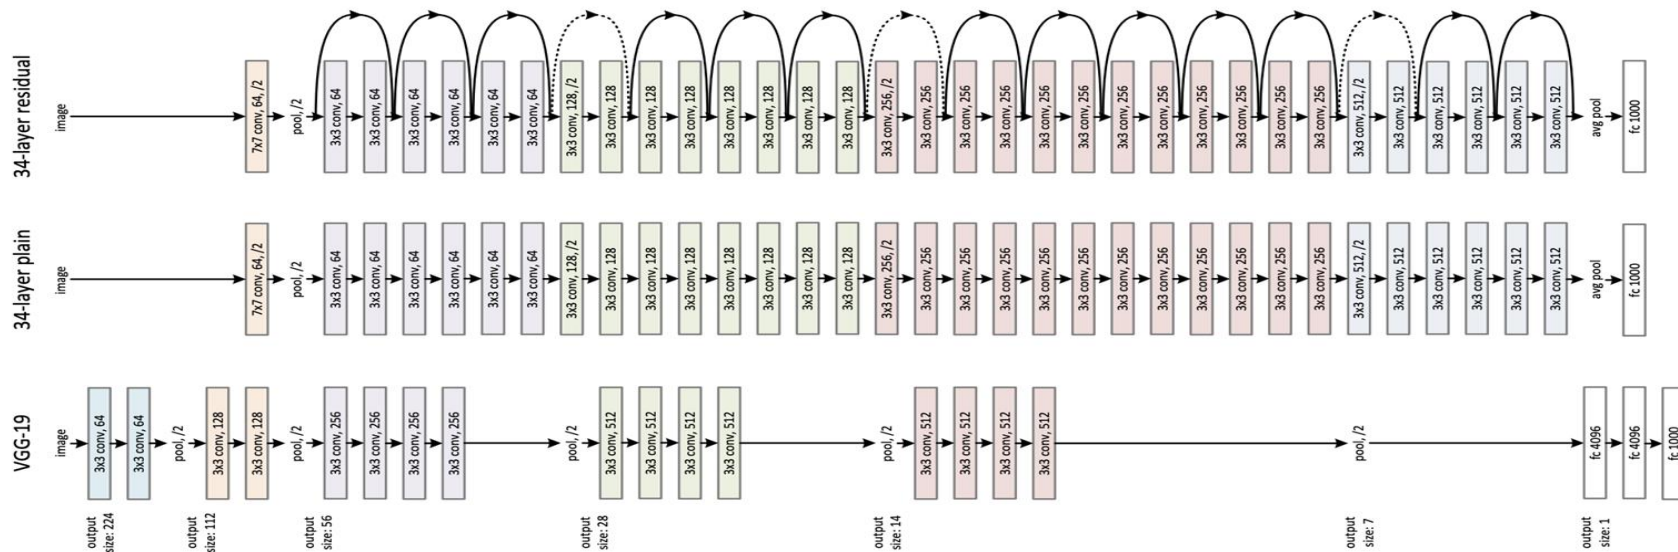 34-layer residual
image
7x7 conv, 64, /2
pool, /2
3x3 conv, 64
3x3 conv, 64
3x3 conv, 64
3x3 conv, 64
3x3 conv, 64
3x3 conv, 64
3x3 conv, 128, /2
3x3 conv, 128
3x3 conv, 128
3x3 conv, 128
3x3 conv, 128
3x3 conv, 128
3x3 conv, 128
3x3 conv, 128
3x3 conv, 256, /2
3x3 conv, 256
3x3 conv, 256
3x3 conv, 256
3x3 conv, 256
3x3 conv, 256
3x3 conv, 256
3x3 conv, 256
3x3 conv, 256
3x3 conv, 256
3x3 conv, 256
3x3 conv, 256
3x3 conv, 512, /2
3x3 conv, 512
3x3 conv, 512
3x3 conv, 512
3x3 conv, 512
3x3 conv, 512
avg pool
fc 1000
34-layer plain
image
7x7 conv, 64, /2
pool, /2
3x3 conv, 64
3x3 conv, 64
3x3 conv, 64
3x3 conv, 64
3x3 conv, 64
3x3 conv, 64
3x3 conv, 128, /2
3x3 conv, 128
3x3 conv, 128
3x3 conv, 128
3x3 conv, 128
3x3 conv, 128
3x3 conv, 128
3x3 conv, 128
3x3 conv, 256, /2
3x3 conv, 256
3x3 conv, 256
3x3 conv, 256
3x3 conv, 256
3x3 conv, 256
3x3 conv, 256
3x3 conv, 256
3x3 conv, 256
3x3 conv, 256
3x3 conv, 256
3x3 conv, 256
3x3 conv, 512, /2
3x3 conv, 512
3x3 conv, 512
3x3 conv, 512
3x3 conv, 512
3x3 conv, 512
avg pool
fc 1000
VGG-19
image
3x3 conv, 64
3x3 conv, 64
pool, /2
3x3 conv, 128
3x3 conv, 128
pool, /2
3x3 conv, 256
3x3 conv, 256
3x3 conv, 256
3x3 conv, 256
pool, /2
3x3 conv, 512
3x3 conv, 512
3x3 conv, 512
3x3 conv, 512
pool, /2
3x3 conv, 512
3x3 conv, 512
3x3 conv, 512
3x3 conv, 512
pool, /2
fc 4096
fc 4096
fc 1000
output
size: 224
output
size: 112
output
size: 56
output
size: 28
output
size: 14
output
size: 7
output
size: 1